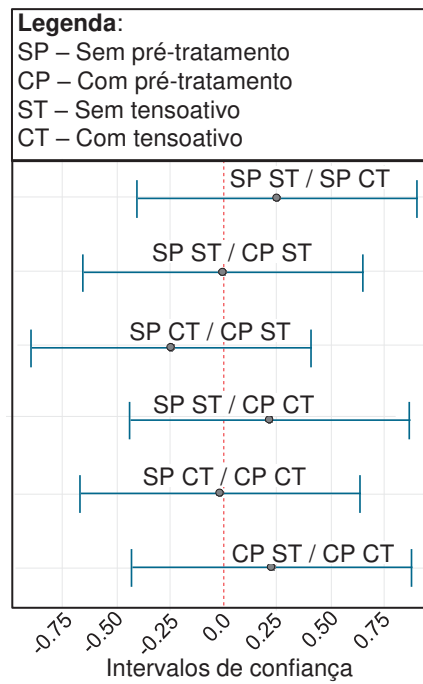 Legenda:
SP – Sem pré-tratamento
CP – Com pré-tratamento
ST – Sem tensoativo
CT – Com tensoativo
SP ST / SP CT
SP ST / CP ST
SP CT / CP ST
SP ST / CP CT
SP CT / CP CT
CP ST / CP CT
-0.75 -0.50 -0.25 0.0 0.25 0.50 0.75
Intervalos de confiança